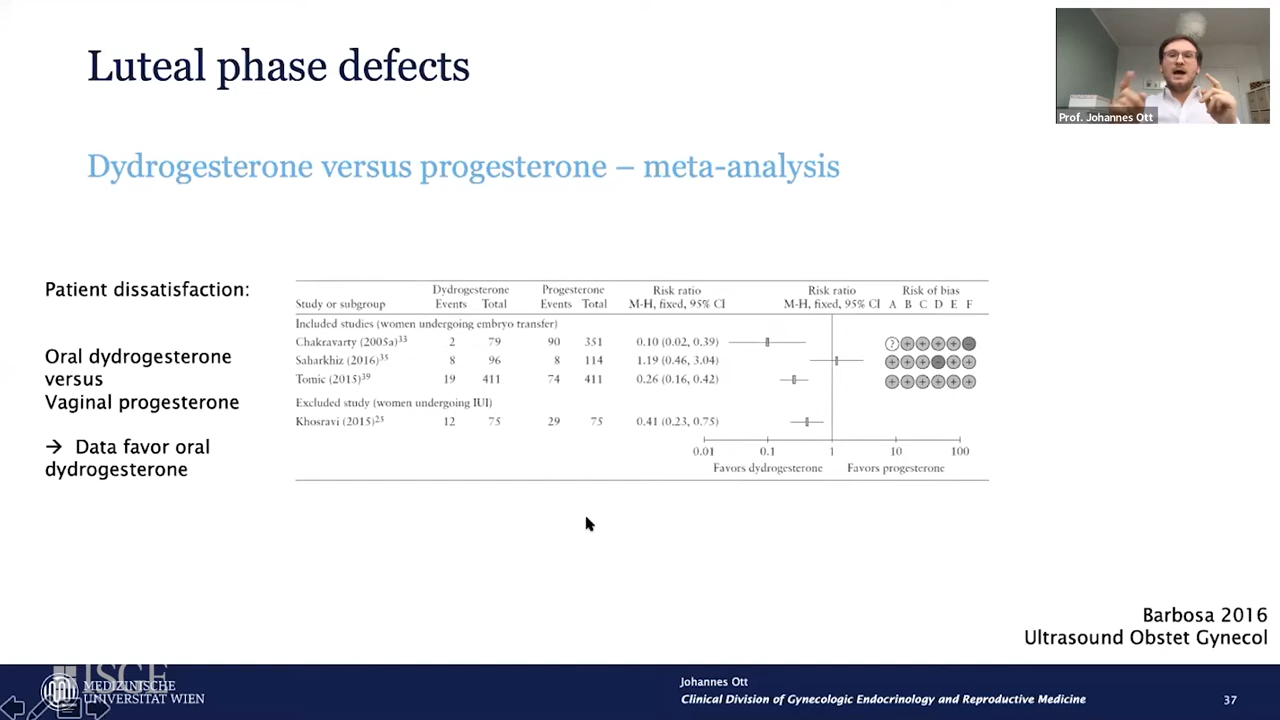 Luteal phase defects
Prof. Johannes Ott
Dydrogesterone versus progesterone – meta-analysis
Patient dissatisfaction:
Oral dydrogesterone
versus
Vaginal progesterone
→ Data favor oral
dydrogesterone
Dydrogesterone Progesterone Risk ratio Risk ratio Risk of bias
Study or subgroup Events Total Events Total M-H, fixed, 95% CI M-H, fixed, 95% CI A B C D E F
Included studies (women undergoing embryo transfer)
Chakravarty (2005a)33 2 79 90 351 0.10 (0.02, 0.39) ? + + + + −
Saharkhiz (2016)35 8 96 8 114 1.19 (0.46, 3.04) + + + − + +
Tomic (2015)39 19 411 74 411 0.26 (0.16, 0.42) + + + + + +
Excluded study (women undergoing IUI)
Khosravi (2015)25 12 75 29 75 0.41 (0.23, 0.75)
0.01 0.1 1 10 100
Favors dydrogesterone Favors progesterone
Barbosa 2016
Ultrasound Obstet Gynecol
ISCE
MEDIZINISCHE
UNIVERSITÄT WIEN
Johannes Ott
Clinical Division of Gynecologic Endocrinology and Reproductive Medicine
37